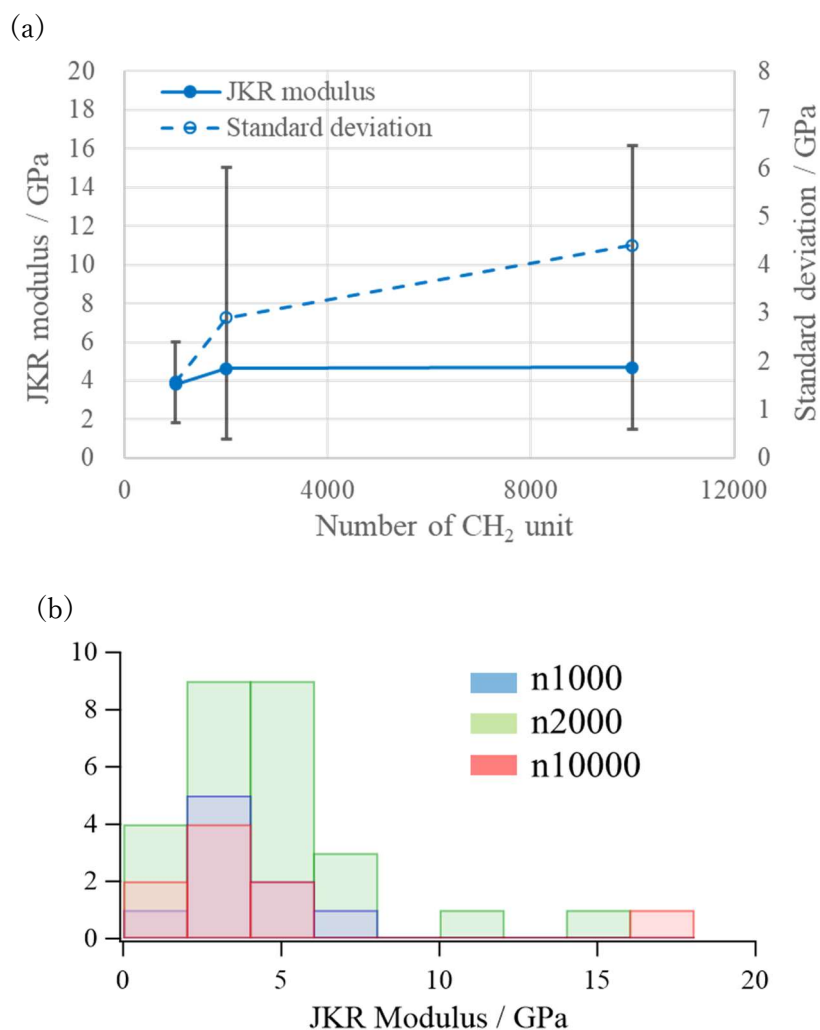 (a)
JKR modulus
Standard deviation
20
18
16
14
12
10
8
6
4
2
0
JKR modulus / GPa
8
7
6
5
4
3
2
1
0
Standard deviation / GPa
0 4000 8000 12000
Number of CH₂ unit
(b)
n1000
n2000
n10000
10
8
6
4
2
0
0 5 10 15 20
JKR Modulus / GPa